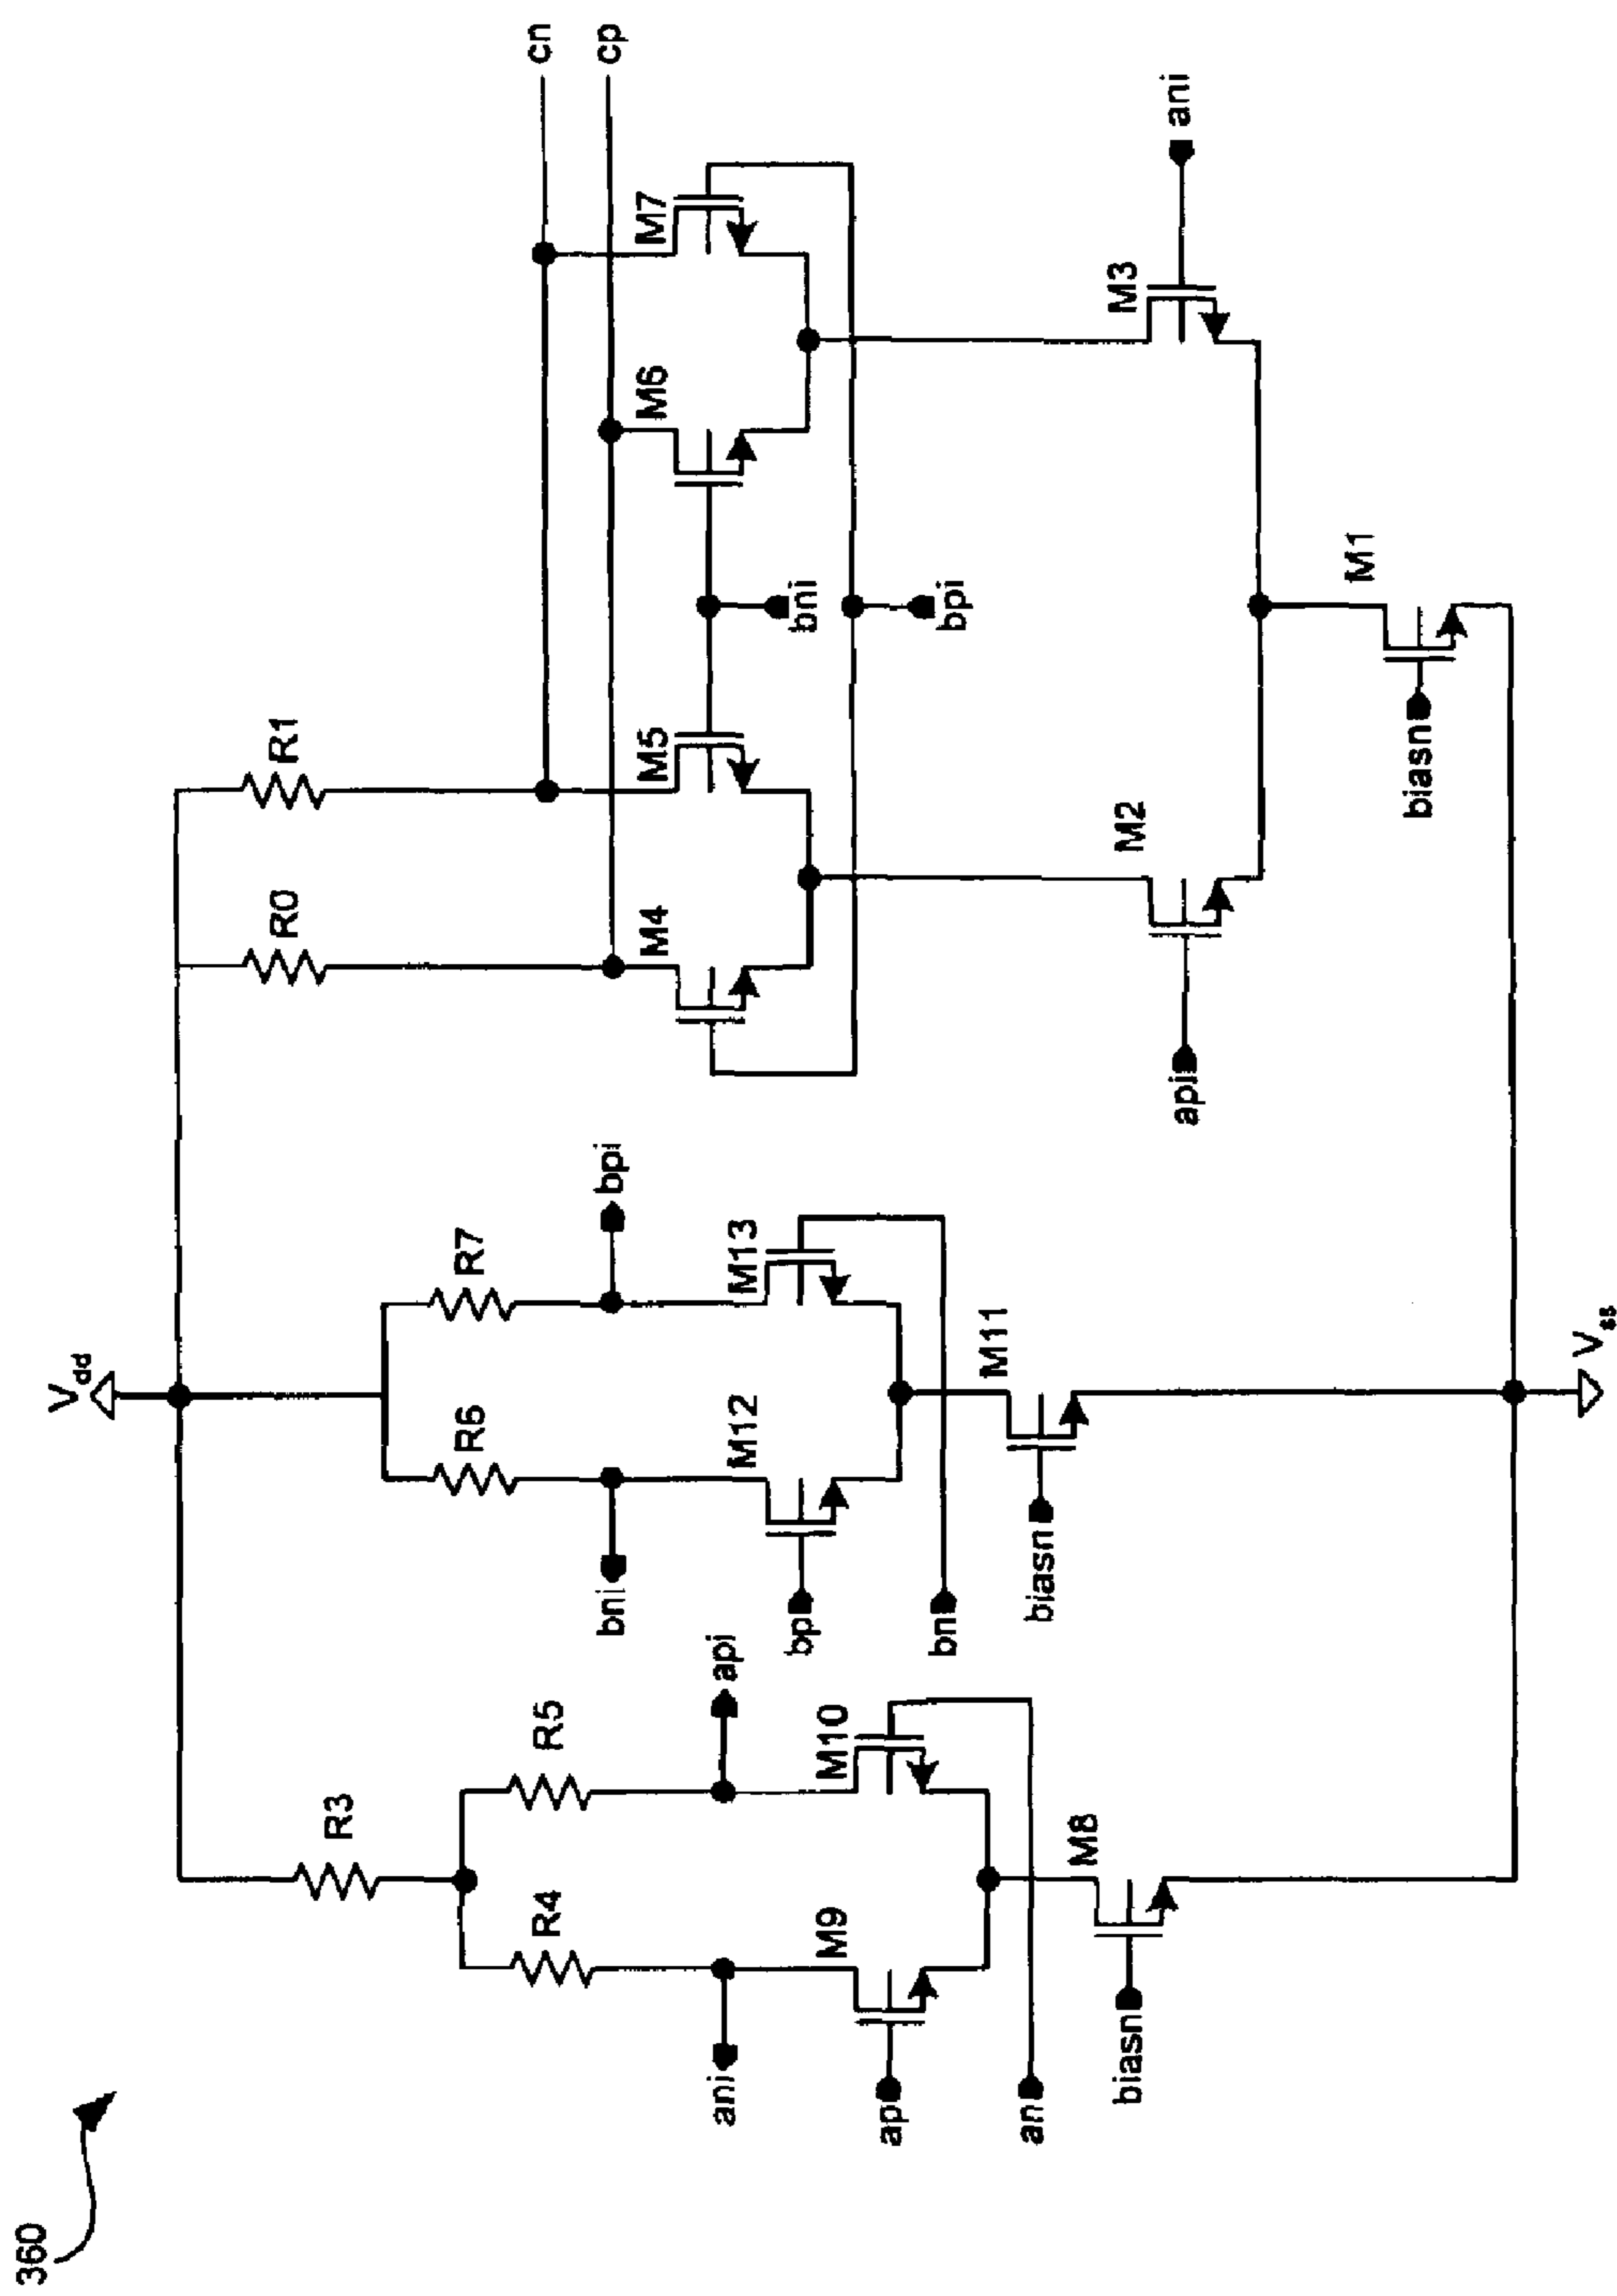 360
Vdd
R0
R1
R3
R6
R7
cn
R4
R5
cp
bni
bpi
M4
M5
M6
M7
ani
api
M12
M13
bp
bni
M9
M10
ap
bn
bpi
M11
an
biasn
M8
M2
M3
biasn
api
ani
M1
biasn
Vss